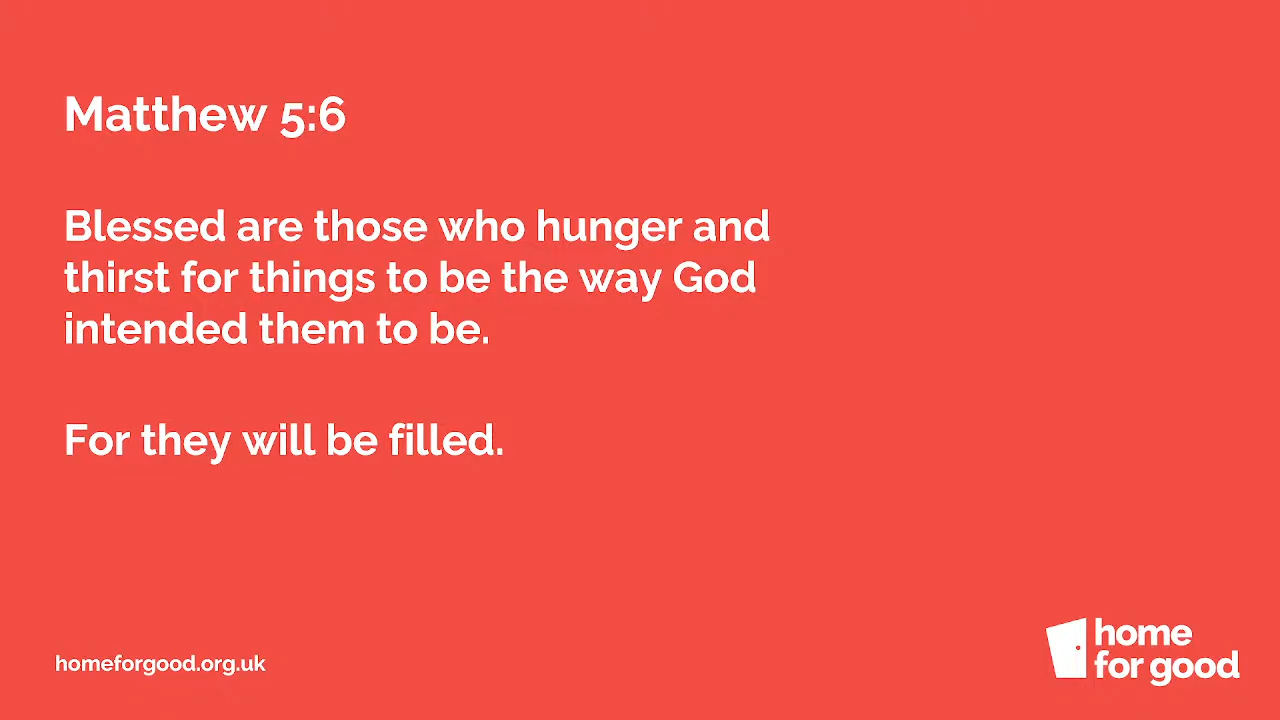 Matthew 5:6
Blessed are those who hunger and
thirst for things to be the way God
intended them to be.
For they will be filled.
homeforgood.org.uk
home
for good